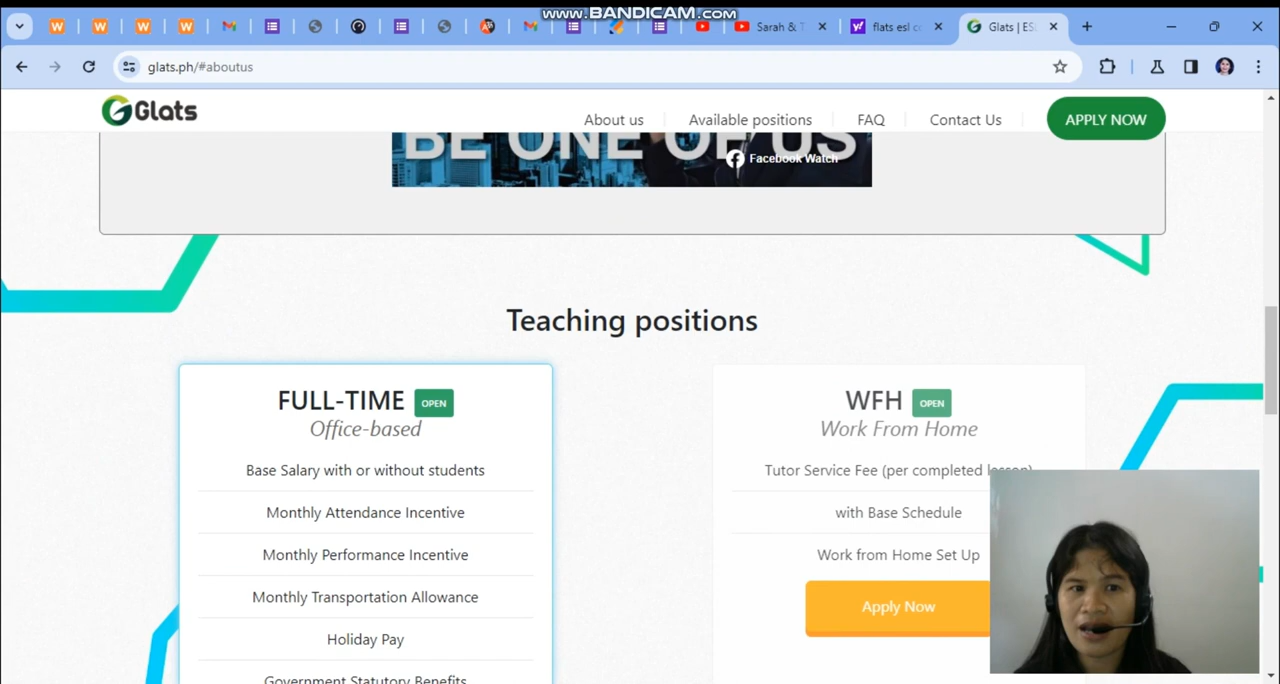 www.BANDICAM.com
Sarah & T
flats esl c
Glats | ES
glats.ph/#aboutus
Glats
About us
Available positions
FAQ
Contact Us
APPLY NOW
BE ONE OF US
Facebook Watch
Teaching positions
FULL-TIME OPEN
Office-based
Base Salary with or without students
Monthly Attendance Incentive
Monthly Performance Incentive
Monthly Transportation Allowance
Holiday Pay
Government Statutory Benefits
WFH OPEN
Work From Home
Tutor Service Fee (per completed lesson)
with Base Schedule
Work from Home Set Up
Apply Now